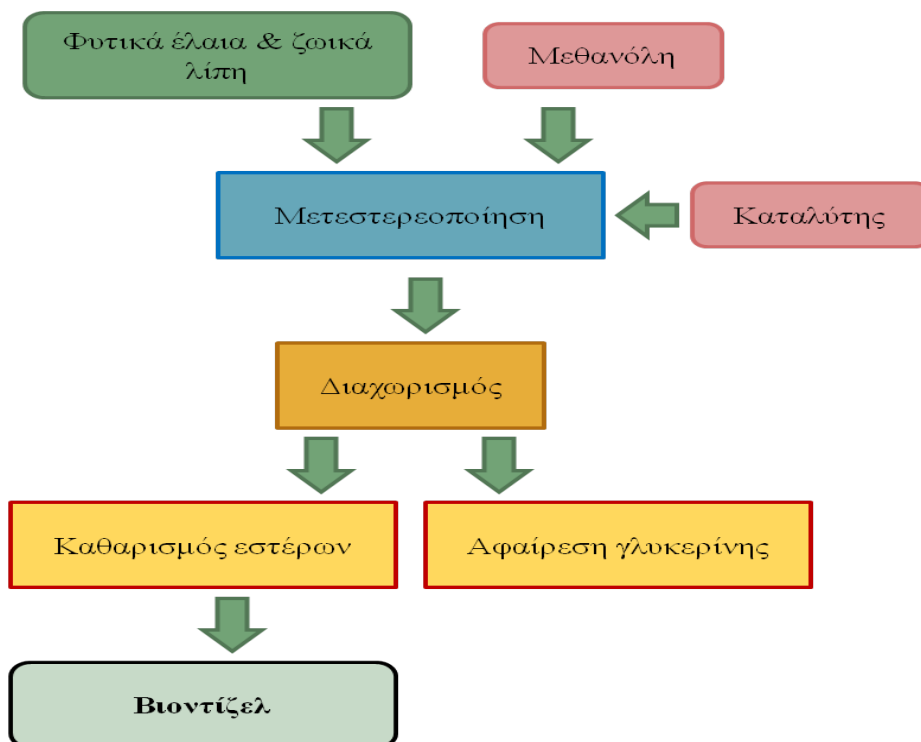 Φυτικά έλαια & ζωικά
λίπη
Μεθανόλη
Μετεστερεοποίηση
Καταλύτης
Διαχωρισμός
Καθαρισμός εστέρων
Αφαίρεση γλυκερίνης
Βιοντίζελ